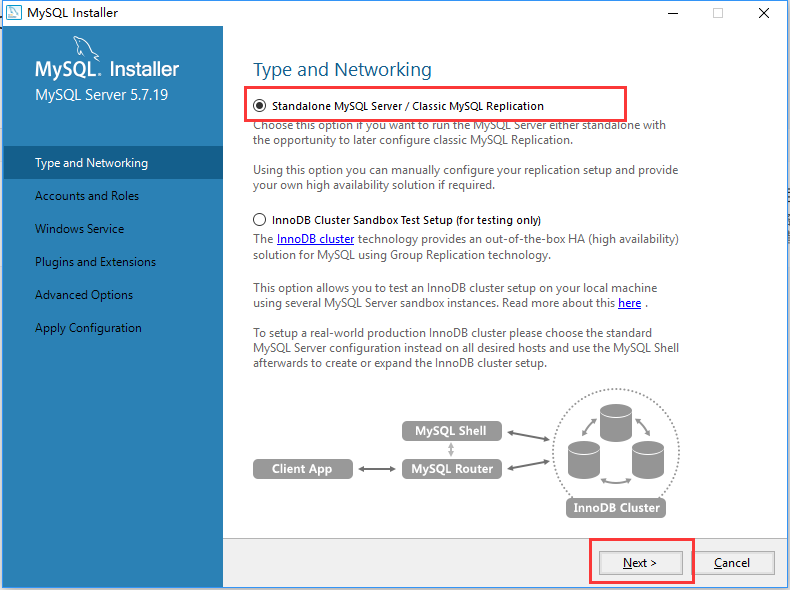 MySQL Installer
MySQL. Installer
MySQL Server 5.7.19
Type and Networking
Accounts and Roles
Windows Service
Plugins and Extensions
Advanced Options
Apply Configuration
Type and Networking
Standalone MySQL Server / Classic MySQL Replication
Choose this option if you want to run the MySQL Server either standalone with
the opportunity to later configure classic MySQL Replication.
Using this option you can manually configure your replication setup and provide
your own high availability solution if required.
InnoDB Cluster Sandbox Test Setup (for testing only)
The InnoDB cluster technology provides an out-of-the-box HA (high availability)
solution for MySQL using Group Replication technology.
This option allows you to test an InnoDB cluster setup on your local machine
using several MySQL Server sandbox instances. Read more about this here .
To setup a real-world production InnoDB cluster please choose the standard
MySQL Server configuration instead on all desired hosts and use the MySQL Shell
afterwards to create or expand the InnoDB cluster setup.
MySQL Shell
Client App
MySQL Router
InnoDB Cluster
Next >
Cancel